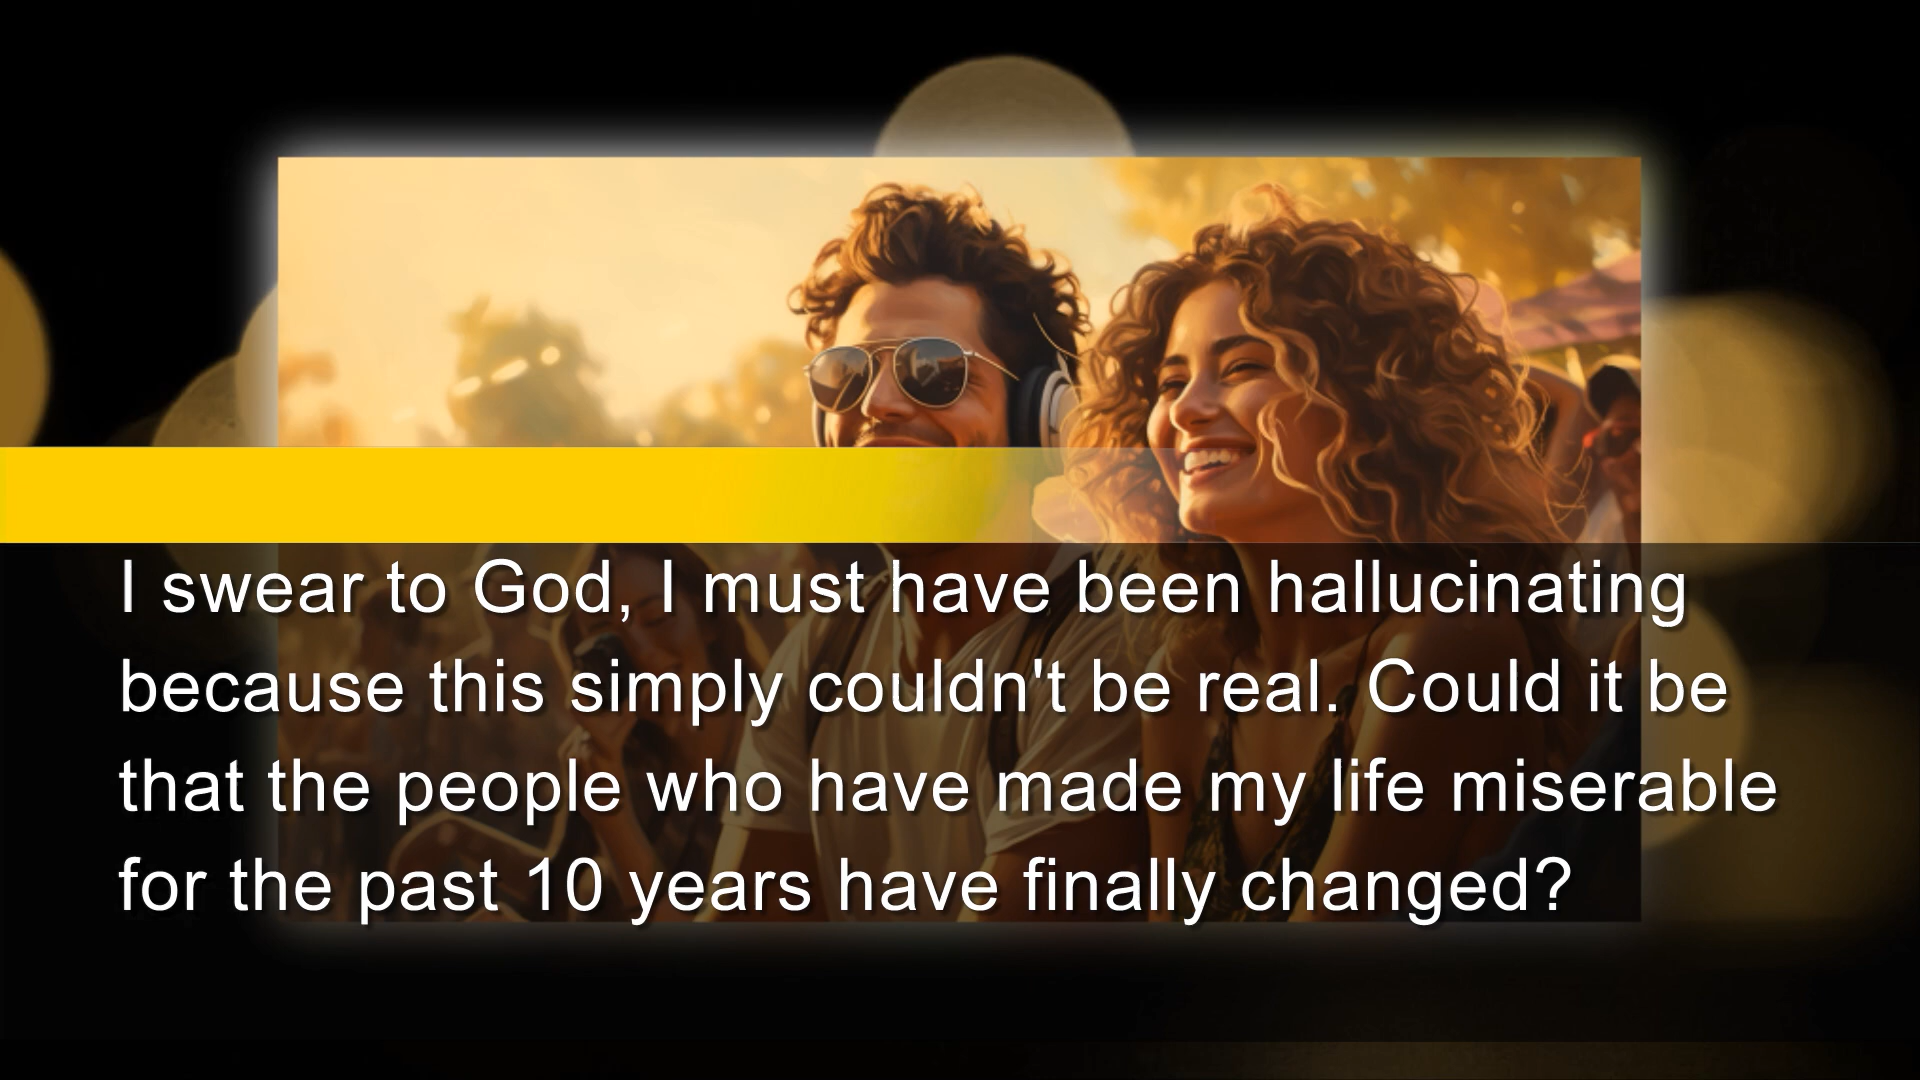 I swear to God, I must have been hallucinating
because this simply couldn't be real. Could it be
that the people who have made my life miserable
for the past 10 years have finally changed?